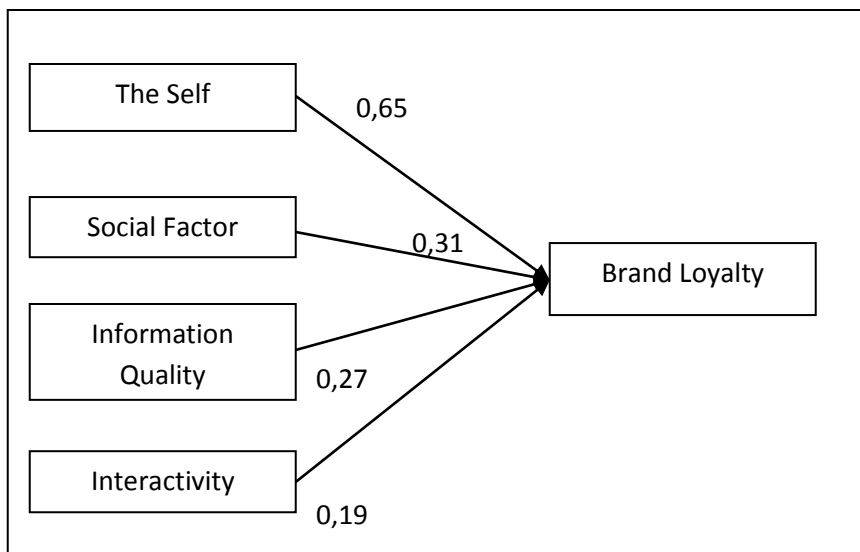 The Self
0,65
Social Factor
0,31
Brand Loyalty
Information
Quality
0,27
Interactivity
0,19